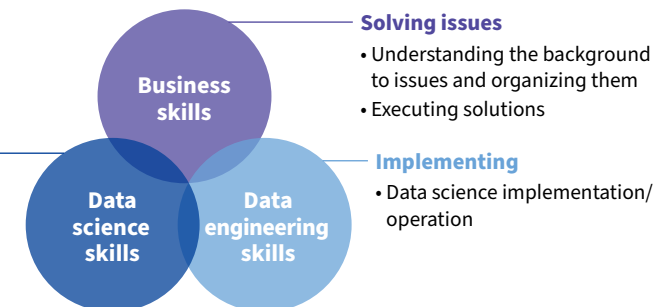 Business
skills
Solving issues
• Understanding the background
to issues and organizing them
• Executing solutions
Data
science
skills
Data
engineering
skills
Implementing
• Data science implementation/
operation